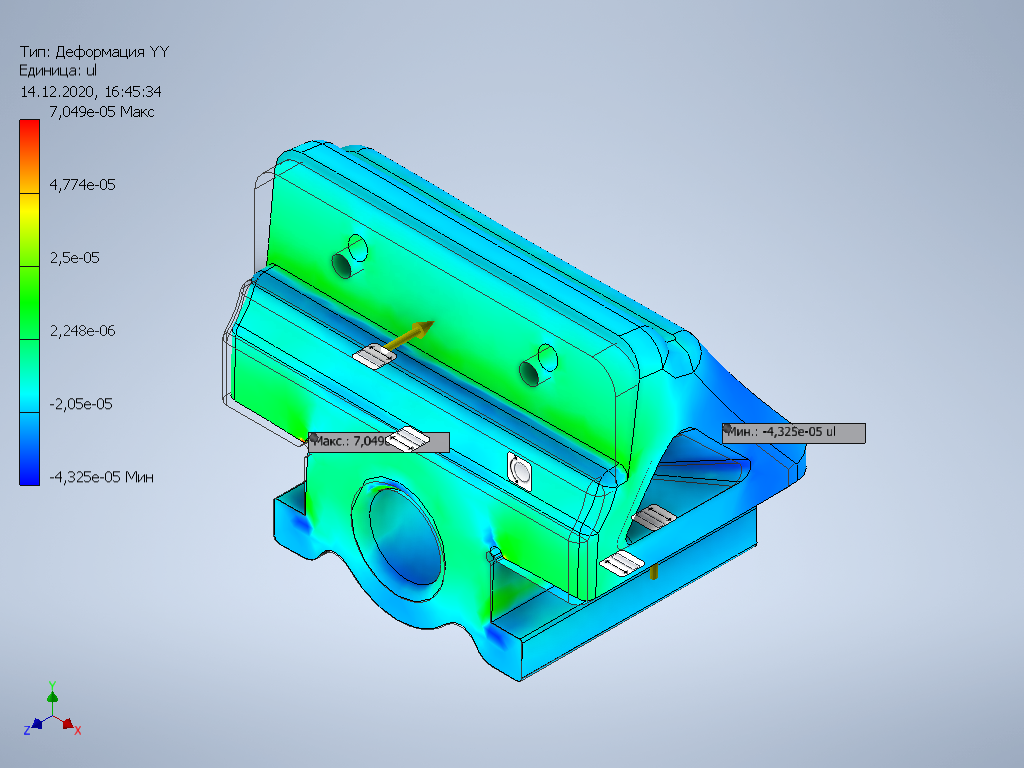 Тип: Деформация YY
Единица: ul
14.12.2020, 16:45:34
7,049e-05 Макс
4,774e-05
2,5e-05
2,248e-06
-2,05e-05
-4,325e-05 Мин
Мин.: -4,325e-05 ul
Макс.: 7,049
Y
Z
X